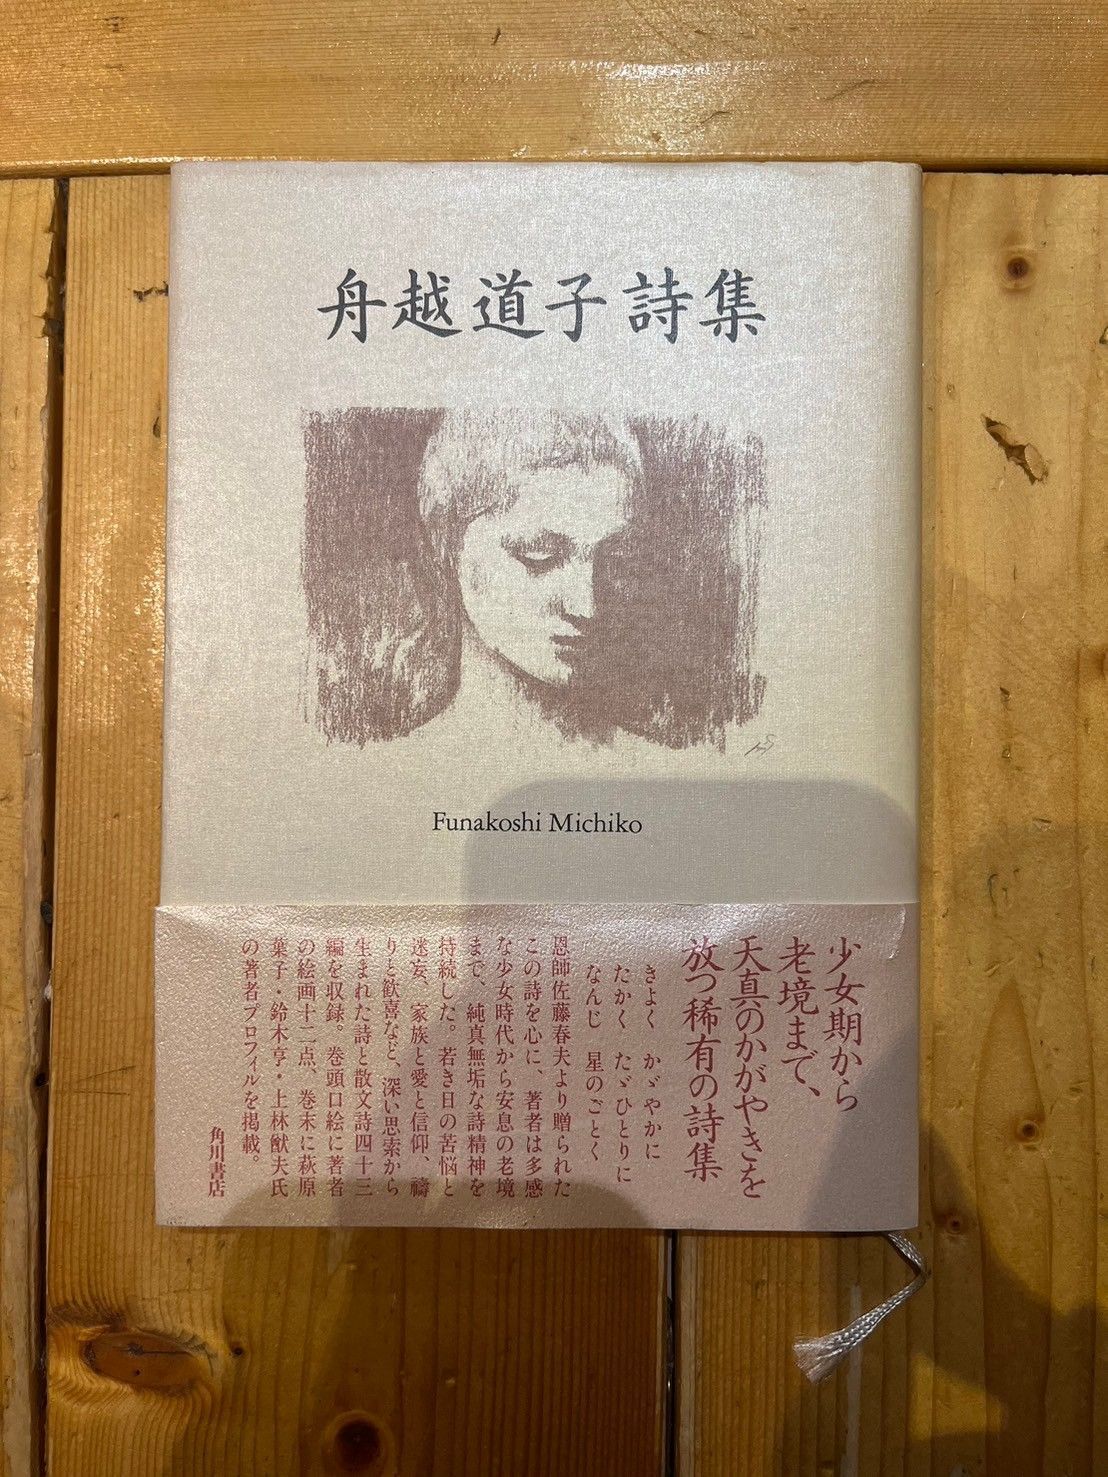 舟越道子詩集
Funakoshi Michiko
少女期から
老境まで、
天真のかがやきを
放つ稀有の詩集
きよく かゞやかに
たかく たゞひとりに
なんじ 星のごとく
恩師佐藤春夫より贈られた
この詩を心に、著者は多感
な少女時代から安息の老境
まで、純真無垢な詩精神を
持続した。若き日の苦悩と
迷妄、家族と愛と信仰、禱
りと歓喜など、深い思索から
生まれた詩と散文詩四十三
編を収録。巻頭口絵に著者
の絵画十二点、巻末に萩原
葉子・鈴木亨・上林猷夫氏
の著者プロフィルを掲載。
角川書店